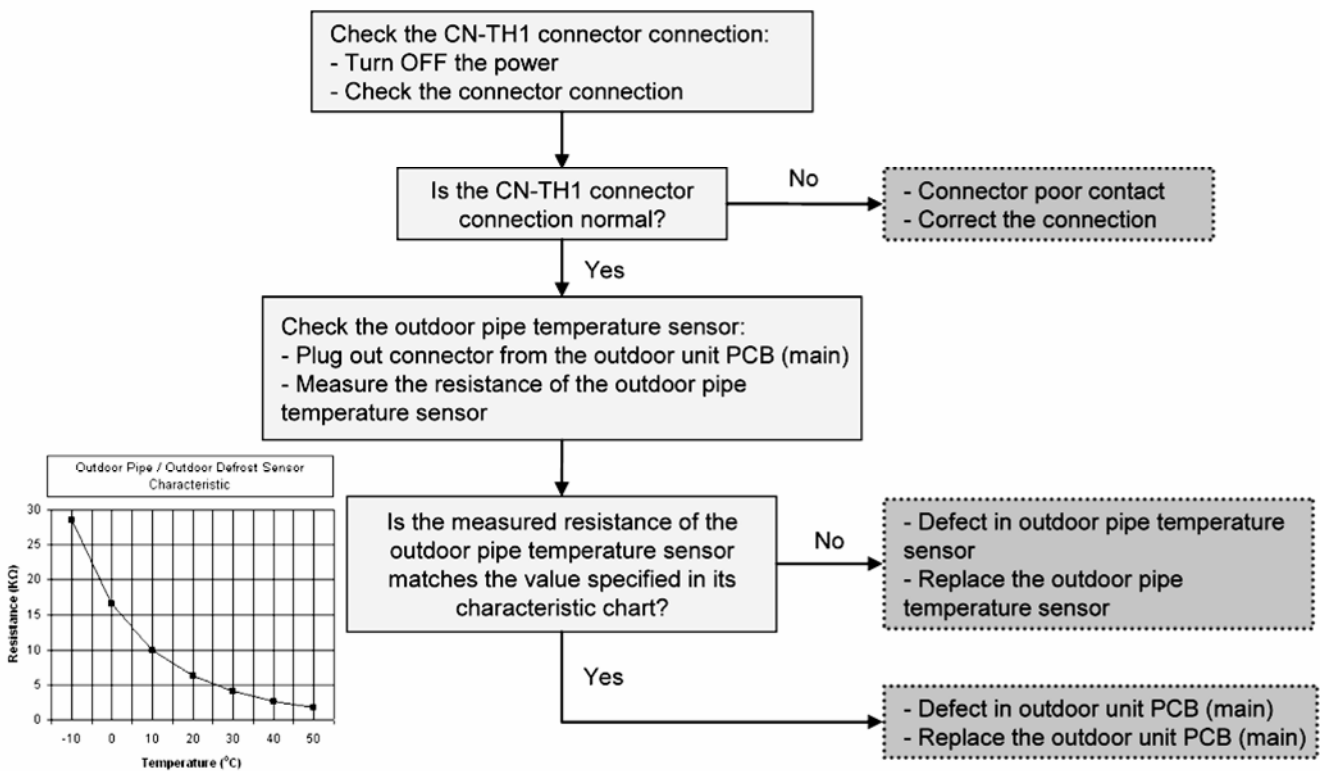 Check the CN-TH1 connector connection:
- Turn OFF the power
- Check the connector connection
Is the CN-TH1 connector
connection normal?
No
- Connector poor contact
- Correct the connection
Yes
Check the outdoor pipe temperature sensor:
- Plug out connector from the outdoor unit PCB (main)
- Measure the resistance of the outdoor pipe
temperature sensor
Outdoor Pipe / Outdoor Defrost Sensor
Characteristic
30
25
20
15
10
5
0
Resistance (KΩ)
-10 0 10 20 30 40 50
Temperature (°C)
Is the measured resistance of the
outdoor pipe temperature sensor
matches the value specified in its
characteristic chart?
No
- Defect in outdoor pipe temperature
sensor
- Replace the outdoor pipe
temperature sensor
Yes
- Defect in outdoor unit PCB (main)
- Replace the outdoor unit PCB (main)